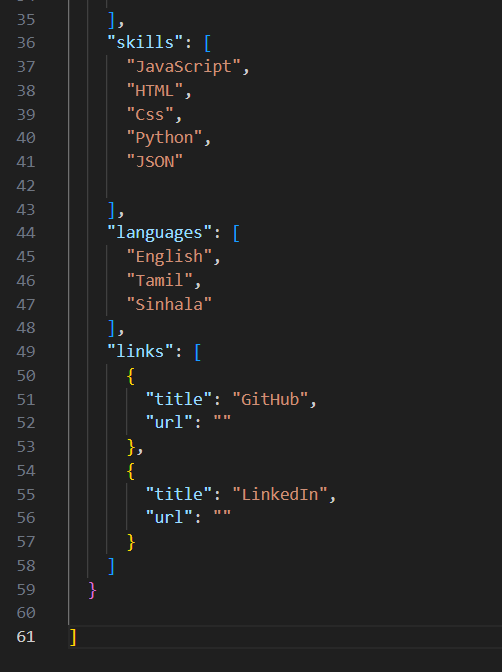 35 ],
36 "skills": [
37 "JavaScript",
38 "HTML",
39 "Css",
40 "Python",
41 "JSON"
42
43 ],
44 "languages": [
45 "English",
46 "Tamil",
47 "Sinhala"
48 ],
49 "links": [
50 {
51 "title": "GitHub",
52 "url": ""
53 },
54 {
55 "title": "LinkedIn",
56 "url": ""
57 }
58 ]
59 }
60
61 ]